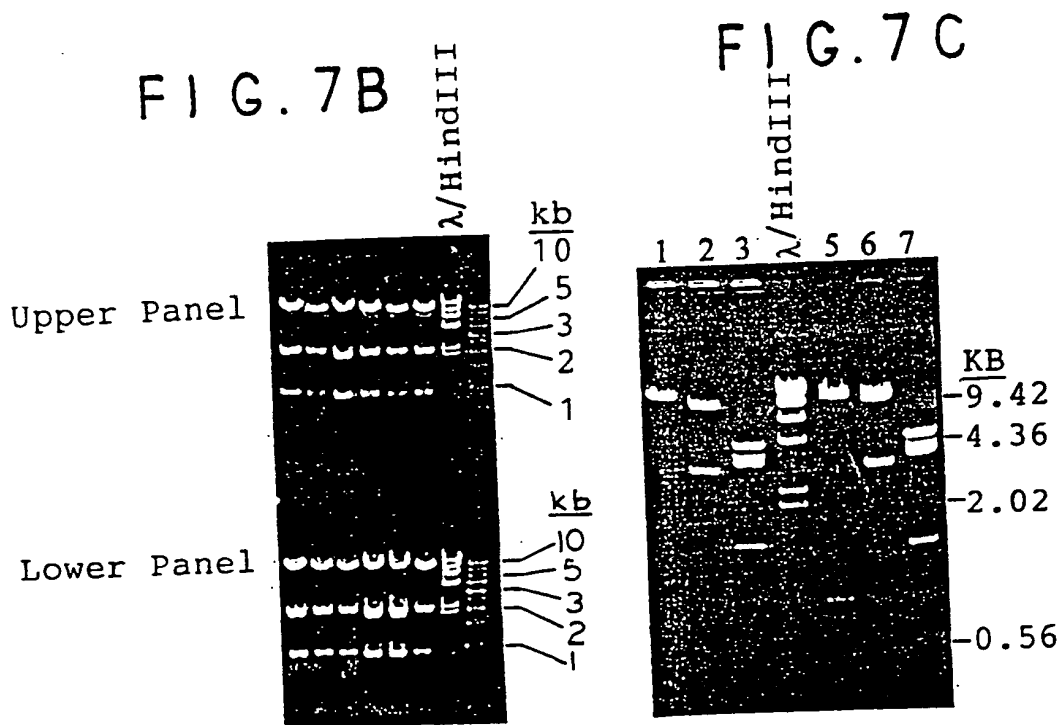 FIG. 7B
λ/HindIII
kb
10
5
3
2
1
Upper Panel
kb
10
5
3
2
1
Lower Panel
FIG. 7C
λ/HindIII
1 2 3 5 6 7
KB
9.42
4.36
2.02
0.56